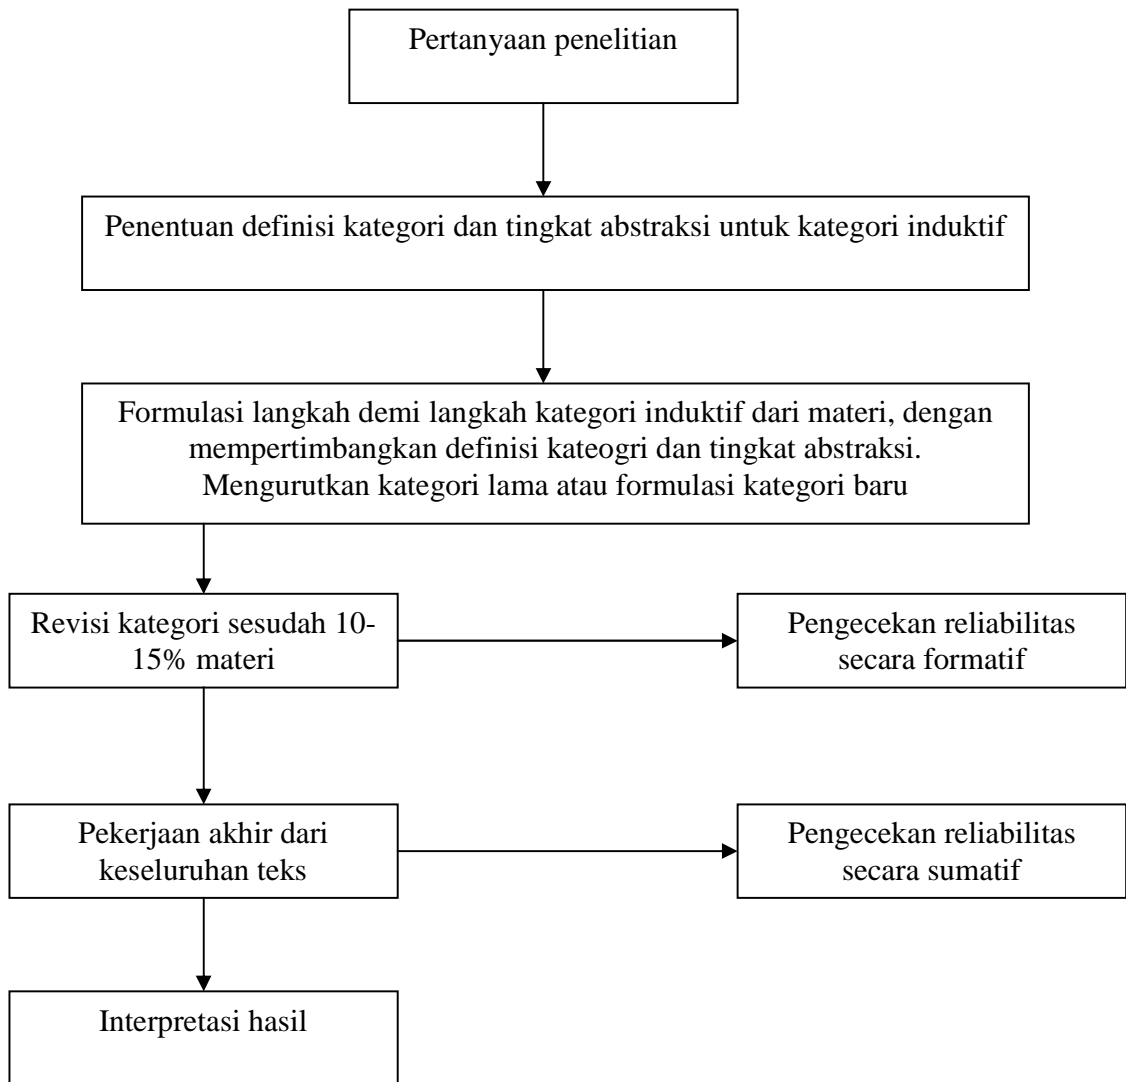 Pertanyaan penelitian
Penentuan definisi kategori dan tingkat abstraksi untuk kategori induktif
Formulasi langkah demi langkah kategori induktif dari materi, dengan
mempertimbangkan definisi kateogri dan tingkat abstraksi.
Mengurutkan kategori lama atau formulasi kategori baru
Revisi kategori sesudah 10-
15% materi
Pengecekan reliabilitas
secara formatif
Pekerjaan akhir dari
keseluruhan teks
Pengecekan reliabilitas
secara sumatif
Interpretasi hasil